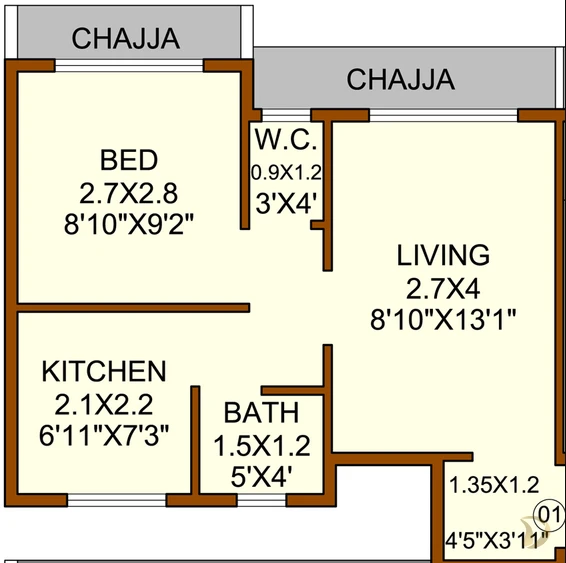 CHAJJA
CHAJJA
W.C.
0.9X1.2
3'X4'
BED
2.7X2.8
8'10"X9'2"
LIVING
2.7X4
8'10"X13'1"
KITCHEN
2.1X2.2
6'11"X7'3"
BATH
1.5X1.2
5'X4'
1.35X1.2
01
4'5"X3'11"